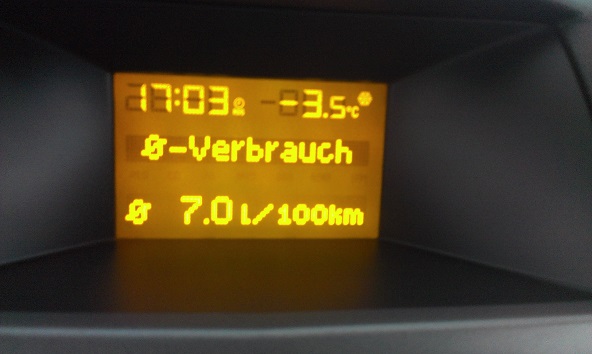 17:03 -3.5°C
Ø-Verbrauch
Ø 7.0 l/100km